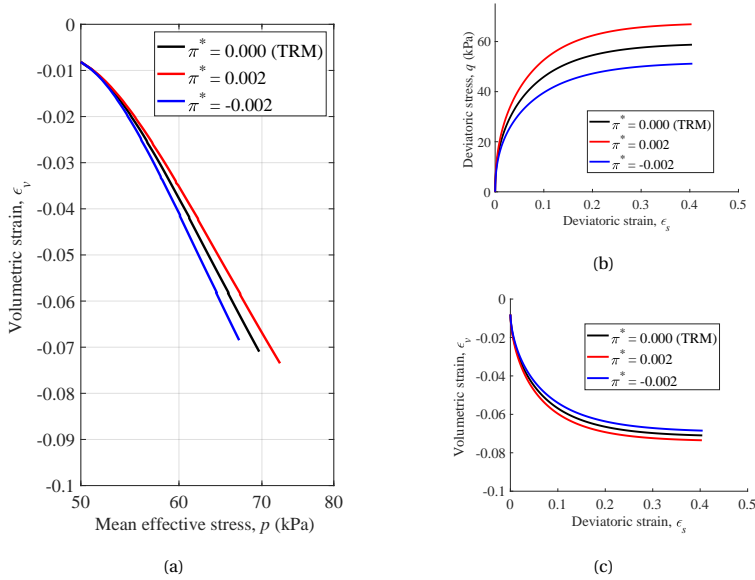 0
-0.01
-0.02
-0.03
-0.04
-0.05
-0.06
-0.07
-0.08
-0.09
-0.1
Volumetric strain, ϵv
π* = 0.000 (TRM)
π* = 0.002
π* = -0.002
50
60
70
80
Mean effective stress, p (kPa)
(a)
60
40
20
0
Deviatoric stress, q (kPa)
π* = 0.000 (TRM)
π* = 0.002
π* = -0.002
0
0.1
0.2
0.3
0.4
0.5
Deviatoric strain, ϵs
(b)
0
-0.02
-0.04
-0.06
-0.08
-0.1
Volumetric strain, ϵv
π* = 0.000 (TRM)
π* = 0.002
π* = -0.002
0
0.1
0.2
0.3
0.4
0.5
Deviatoric strain, ϵs
(c)